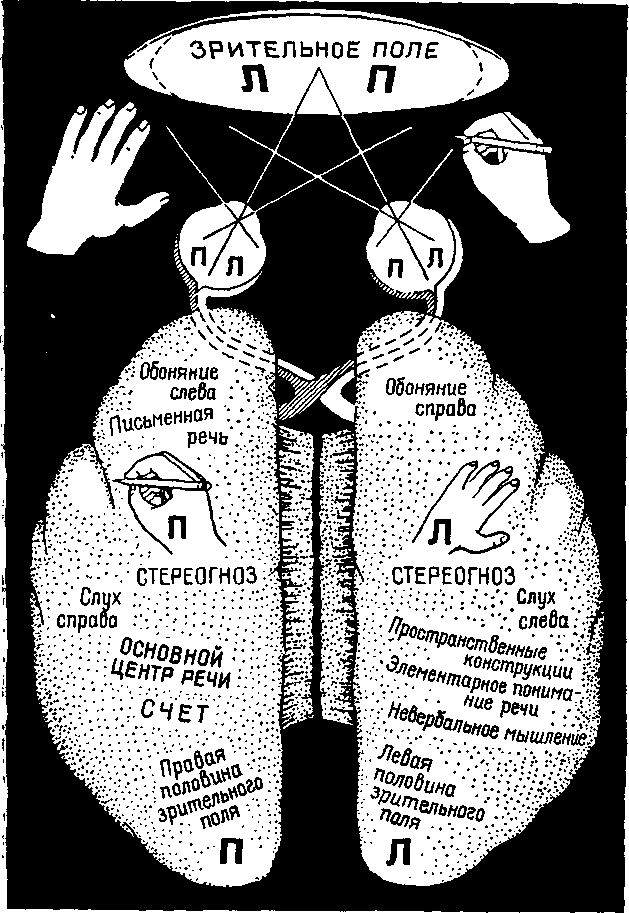 ЗРИТЕЛЬНОЕ ПОЛЕ
Л П
П Л
П Л
Обоняние
слева
Письменная
речь
П
СТЕРЕОГНОЗ
Слух
справа
ОСНОВНОЙ
ЦЕНТР РЕЧИ
СЧЕТ
Правая
половина
зрительного
поля
П
Обоняние
справа
Л
СТЕРЕОГНОЗ
Слух
слева
Пространственные
конструкции
Элементарное понима-
ние речи
Невербальное мышление
Левая
половина
зрительного
поля
Л